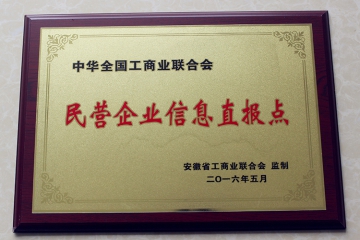 中华全国工商业联合会
民营企业信息直报点
安徽省工商业联合会 监制
二〇一六年五月